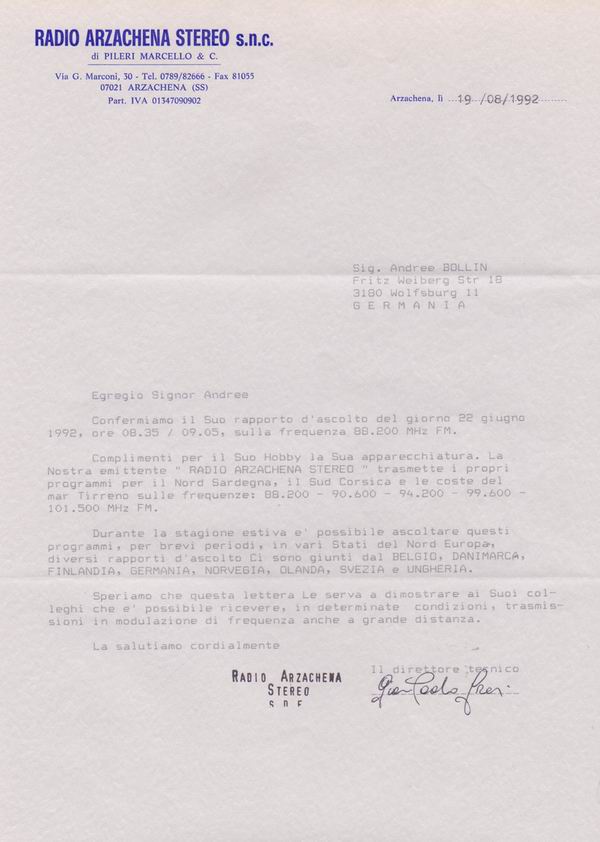 RADIO ARZACHENA STEREO s.n.c.
di PILERI MARCELLO & C.
Via G. Marconi, 30 - Tel. 0789/82666 - Fax 81055
07021 ARZACHENA (SS)
Part. IVA 01347090902
Arzachena, lì ...19 /08/1992..........
Sig. Andree BOLLIN
Fritz Weiberg Str 18
3180 Wolfsburg 11
G E R M A N I A
Egregio Signor Andree
Confermiamo il Suo rapporto d'ascolto del giorno 22 giugno
1992, ore 08.35 / 09.05, sulla frequenza 88.200 MHz FM.
Complimenti per il Suo Hobby la Sua apparecchiatura. La
Nostra emittente " RADIO ARZACHENA STEREO " trasmette i propri
programmi per il Nord Sardegna, il Sud Corsica e le coste del
mar Tirreno sulle frequenze: 88.200 - 90.600 - 94.200 - 99.600 -
101.500 MHz FM.
Durante la stagione estiva e' possibile ascoltare questi
programmi, per brevi periodi, in vari Stati del Nord Europa,
diversi rapporti d'ascolto Ci sono giunti dal BELGIO, DANIMARCA,
FINLANDIA, GERMANIA, NORVEGIA, OLANDA, SVEZIA e UNGHERIA.
Speriamo che questa lettera Le serva a dimostrare ai Suoi col-
leghi che e' possibile ricevere, in determinate condizioni, trasmis-
sioni in modulazione di frequenza anche a grande distanza.
La salutiamo cordialmente
Il direttore tecnico
RADIO ARZACHENA
STEREO